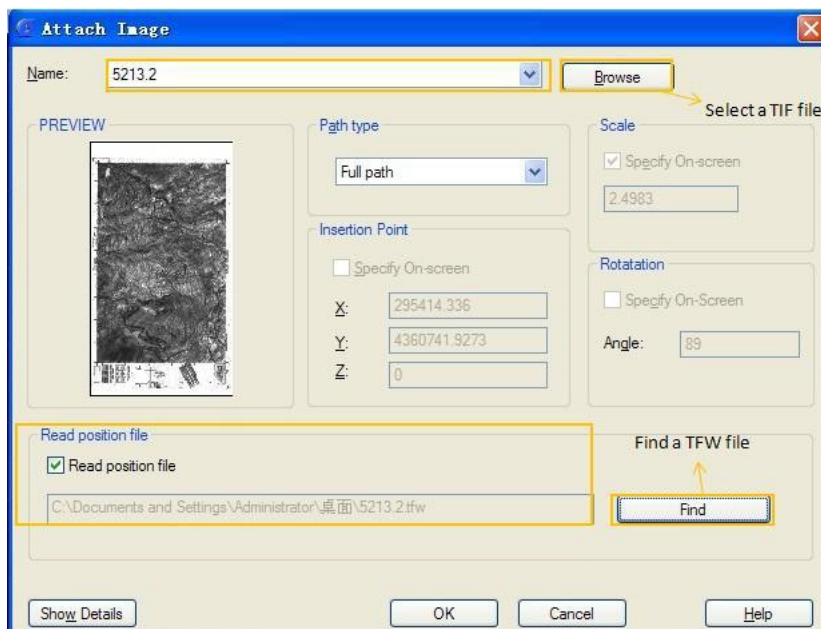 Attach Image
Name: 5213.2 Browse
Select a TIF file
PREVIEW
Path type
Full path
Scale
Specify On-screen
2.4983
Insertion Point
Specify On-screen
X: 295414.336
Y: 4360741.9273
Z: 0
Rotatation
Specify On-Screen
Angle: 89
Read position file
Read position file
C:\Documents and Settings\Administrator\桌面\5213.2.tfw
Find a TFW file
Find
Show Details OK Cancel Help